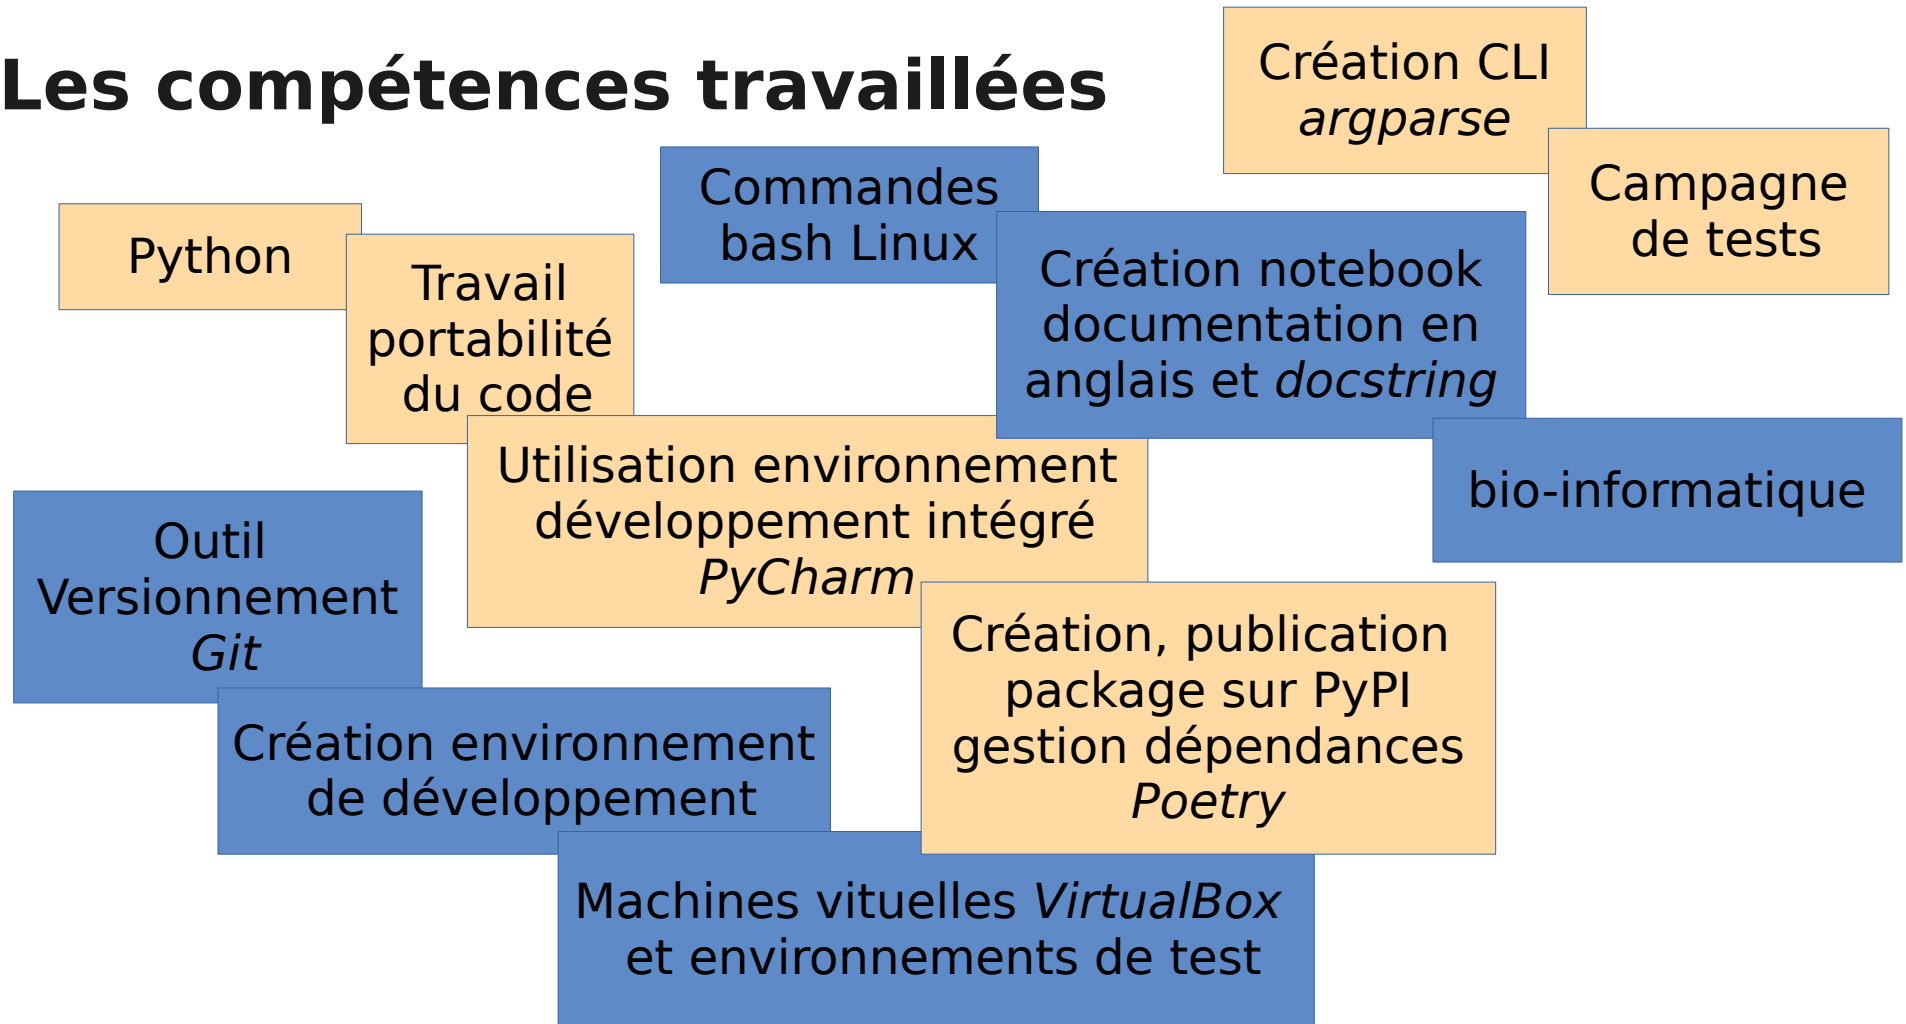 Les compétences travaillées
Création CLI
argparse
Campagne
de tests
Commandes
bash Linux
Python
Travail
portabilité
du code
Création notebook
documentation en
anglais et docstring
Utilisation environnement
développement intégré
PyCharm
bio-informatique
Outil
Versionnement
Git
Création, publication
package sur PyPI
gestion dépendances
Poetry
Création environnement
de développement
Machines vituelles VirtualBox
et environnements de test